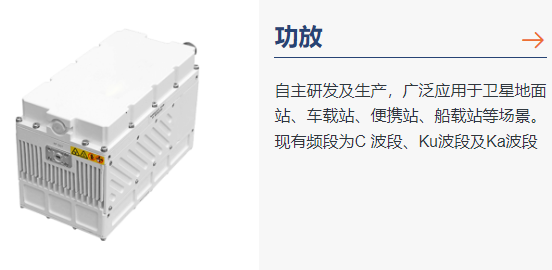 功放
自主研发及生产，广泛应用于卫星地面
站、车载站、便携站、船载站等场景。
现有频段为C 波段、Ku波段及Ka波段